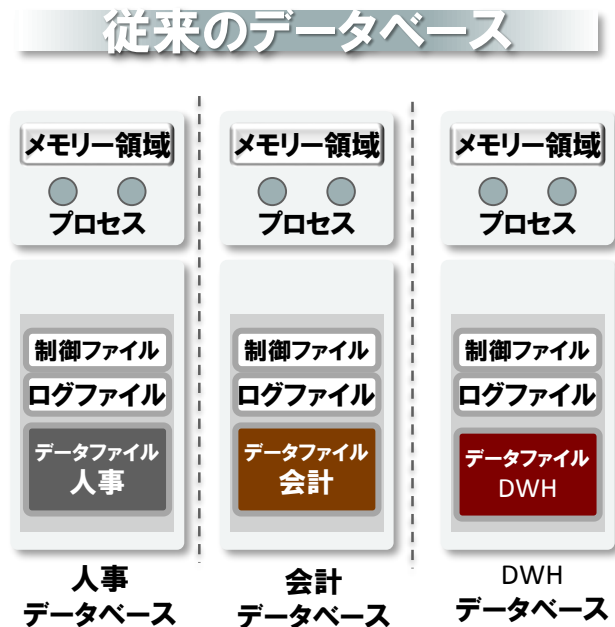 従来のデータベース
メモリー領域
プロセス
制御ファイル
ログファイル
データファイル
人事
人事
データベース
メモリー領域
プロセス
制御ファイル
ログファイル
データファイル
会計
会計
データベース
メモリー領域
プロセス
制御ファイル
ログファイル
データファイル
DWH
DWH
データベース